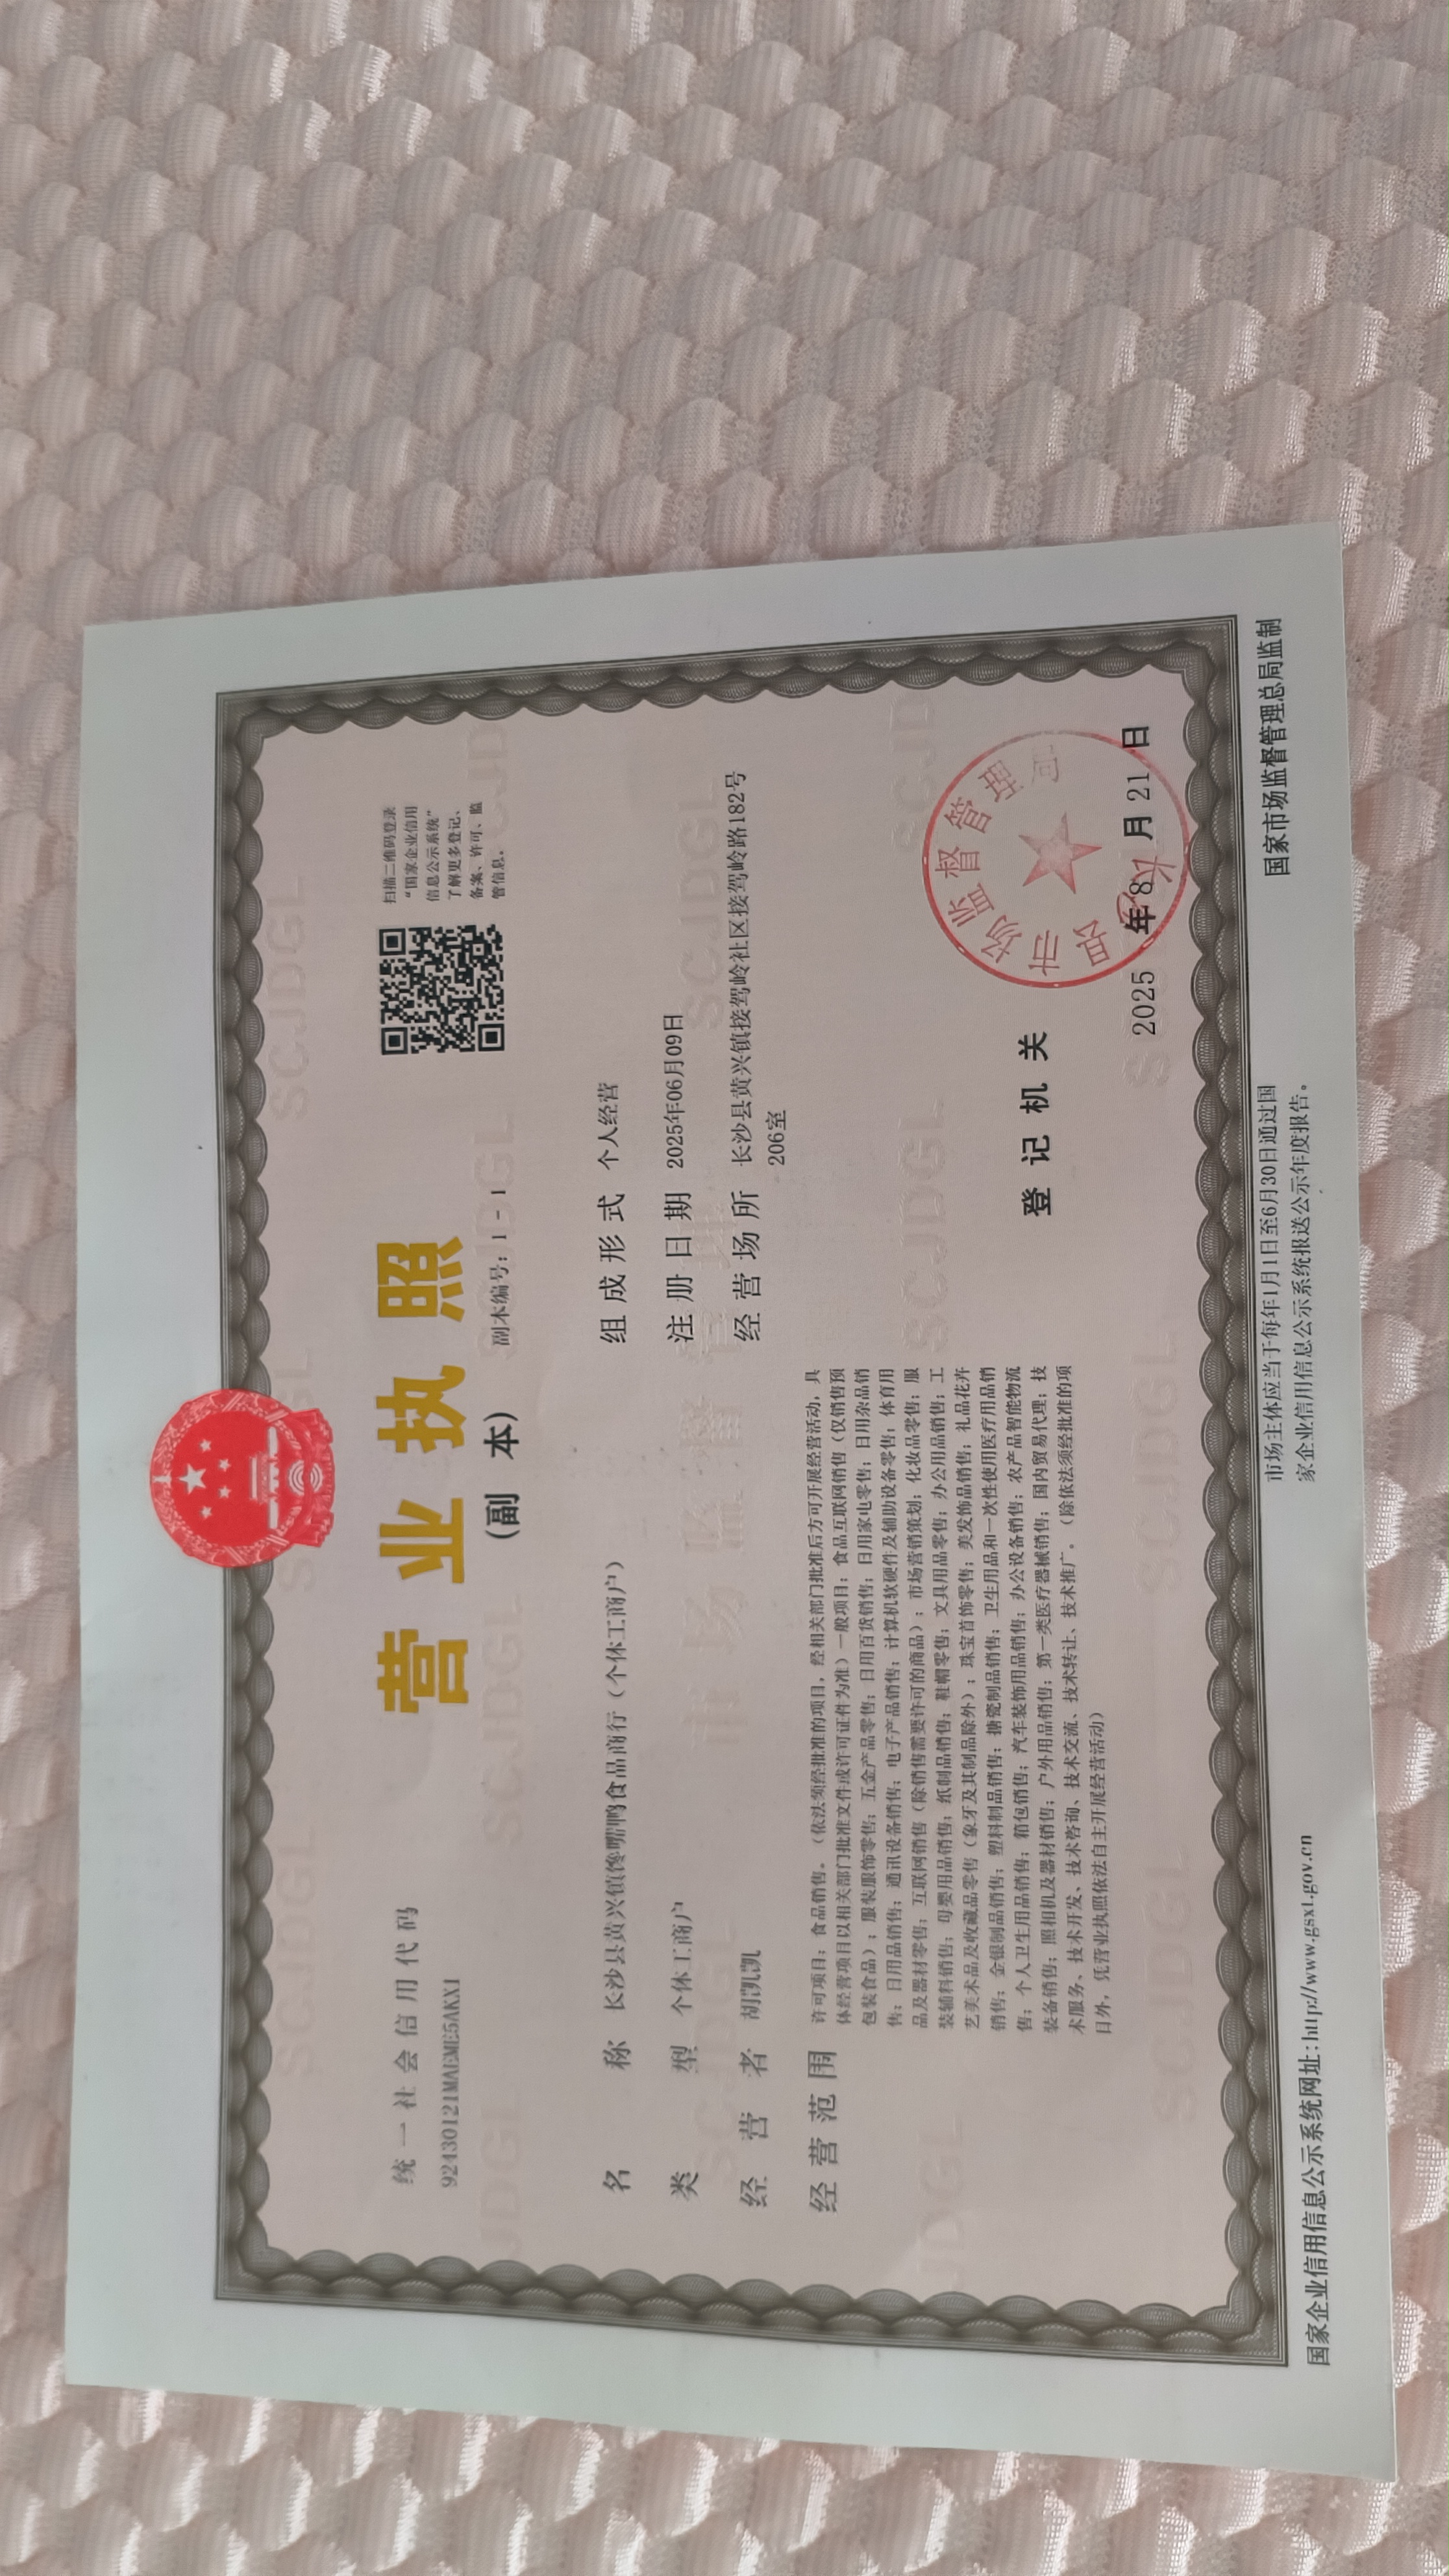 统一社会信用代码
92430121MAEME5AKX1
营业执照
(副 本)
副本编号：1 - 1
扫描二维码登录
“国家企业信用
信息公示系统”
了解更多登记、
备案、许可、监
管信息。
名 称 长沙县黄兴镇馋嘴鸭食品商行（个体工商户）
类 型 个体工商户
经 营 者 胡凯凯
经营范围 许可项目：食品销售。（依法须经批准的项目，经相关部门批准后方可开展经营活动，具
体经营项目以相关部门批准文件或许可证件为准）一般项目：食品互联网销售（仅销售预
包装食品）；服装服饰零售；五金产品零售；日用百货销售；日用家电零售；日用杂品销
售；日用品销售；通讯设备销售；电子产品销售；计算机软硬件及辅助设备零售；体育用
品及器材零售；互联网销售（除销售需要许可的商品）；市场营销策划；化妆品零售；服
装辅料销售；母婴用品销售；纸制品销售；鞋帽零售；文具用品零售；办公用品销售；工
艺美术品及收藏品零售（象牙及其制品除外）；珠宝首饰零售；美发饰品销售；礼品花卉
销售；金银制品销售；塑料制品销售；搪瓷制品销售；卫生用品和一次性使用医疗用品销
售；个人卫生用品销售；箱包销售；汽车装饰用品销售；办公设备销售；农产品智能物流
装备销售；照相机及器材销售；户外用品销售；第一类医疗器械销售；国内贸易代理；技
术服务、技术开发、技术咨询、技术交流、技术转让、技术推广。（除依法须经批准的项
目外，凭营业执照依法自主开展经营活动）
组成形式 个人经营
注册日期 2025年06月09日
经营场所 长沙县黄兴镇接驾岭社区接驾岭路182号
206室
登记机关
长沙县市场监督管理局
2025 年 8 月 21 日
SCJDGL
市场监督管理
国家企业信用信息公示系统网址:http://www.gsxt.gov.cn
市场主体应当于每年1月1日至6月30日通过国
家企业信用信息公示系统报送公示年度报告。
国家市场监督管理总局监制